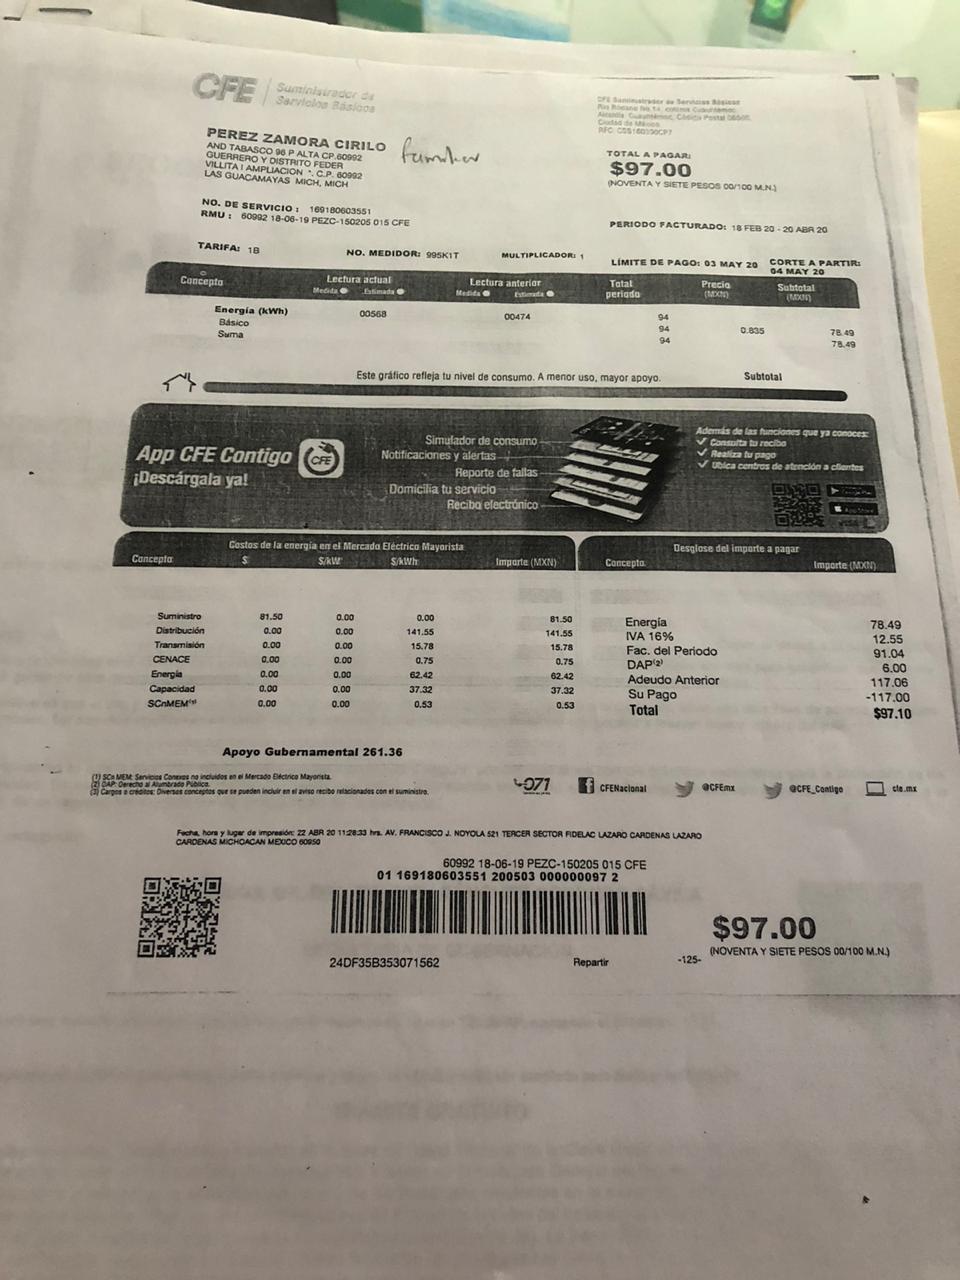 CFE
Suministrador de
Servicios Básicos
CFE Suministrador de Servicios Básicos
Río Ródano No.14, colonia Cuauhtémoc,
Alcaldía Cuauhtémoc, Código Postal 06500,
Ciudad de México
RFC:
PEREZ ZAMORA CIRILO
AND TABASCO 96 P ALTA CP.60992
GUERRERO Y DISTRITO FEDER
VILLITA I AMPLIACION *. C.P. 60992
LAS GUACAMAYAS MICH, MICH
TOTAL A PAGAR:
$97.00
(NOVENTA Y SIETE PESOS 00/100 M.N.)
NO. DE SERVICIO : 169180603551
RMU : 60992 18-06-19 PEZC-150205 015 CFE
PERIODO FACTURADO: 18 FEB 20 - 20 ABR 20
TARIFA: 1B NO. MEDIDOR: 995K1T MULTIPLICADOR: 1 LÍMITE DE PAGO: 03 MAY 20 CORTE A PARTIR:
04 MAY 20
Concepto Lectura actual Lectura anterior Total Precio Subtotal
Medida Estimada Medida Estimada periodo (MXN) (MXN)
Energía (kWh) 00568 00474 94
Básico 94 0.835 78.49
Suma 94 78.49
Este gráfico refleja tu nivel de consumo. A menor uso, mayor apoyo. Subtotal
App CFE Contigo
¡Descárgala ya!
CFE
Simulador de consumo
Notificaciones y alertas
Reporte de fallas
Domicilia tu servicio
Recibo electrónico
Además de las funciones que ya conoces:
Consulta tu recibo
Realiza tu pago
Ubica centros de atención a clientes
Google Play
App Store
Costos de la energía en el Mercado Eléctrico Mayorista
Concepto $ $/kW $/kWh Importe (MXN)
Suministro 81.50 0.00 0.00 81.50
Distribución 0.00 0.00 141.55 141.55
Transmisión 0.00 0.00 15.78 15.78
CENACE 0.00 0.00 0.75 0.75
Energía 0.00 0.00 62.42 62.42
Capacidad 0.00 0.00 37.32 37.32
SCnMEM(1) 0.00 0.00 0.53 0.53
Desglose del importe a pagar
Concepto Importe (MXN)
Energía 78.49
IVA 16% 12.55
Fac. del Periodo 91.04
DAP(2) 6.00
Adeudo Anterior 117.06
Su Pago -117.00
Total $97.10
Apoyo Gubernamental 261.36
(1) SCn MEM: Servicios Conexos no incluidos en el Mercado Eléctrico Mayorista.
(2) DAP: Derecho al Alumbrado Público.
(3) Cargos o créditos: Diversos conceptos que se pueden incluir en el aviso recibo relacionados con el suministro.
071 CFENacional @CFEmx @CFE_Contigo cfe.mx
Fecha, hora y lugar de impresión: 22 ABR 20 11:28:33 hrs. AV. FRANCISCO J. NOYOLA 521 TERCER SECTOR FIDELAC LAZARO CARDENAS LAZARO
CARDENAS MICHOACAN MEXICO 60950
60992 18-06-19 PEZC-150205 015 CFE
01 169180603551 200503 000000097 2
24DF35B353071562 Repartir -125-
$97.00
(NOVENTA Y SIETE PESOS 00/100 M.N.)